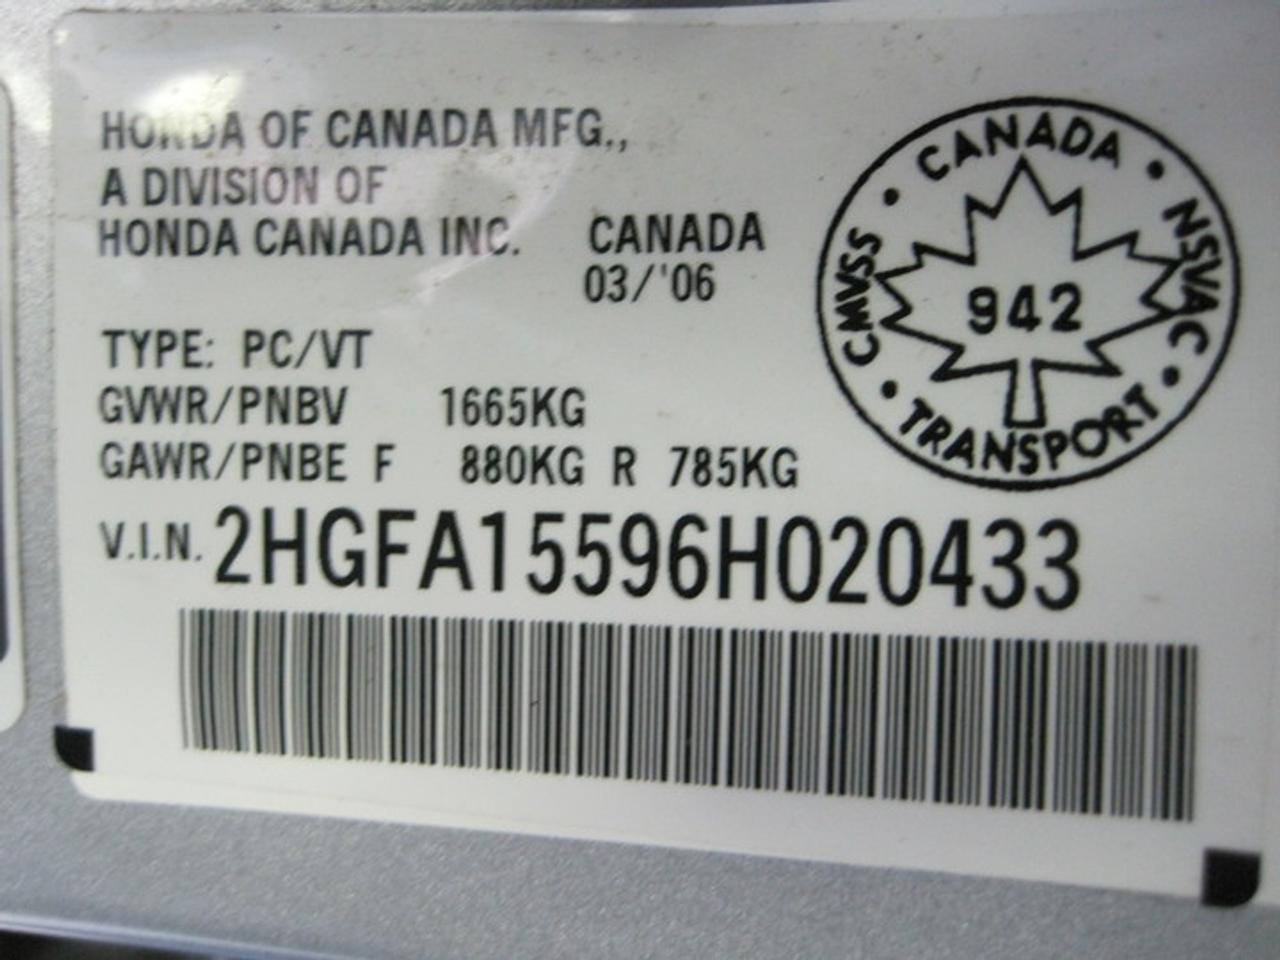 HONDA OF CANADA MFG.,
A DIVISION OF
HONDA CANADA INC. CANADA
03/'06
TYPE: PC/VT
GVWR/PNBV 1665KG
GAWR/PNBE F 880KG R 785KG
V.I.N. 2HGFA15596H020433
CANADA • NSVAC • TRANSPORT • CMVSS •
942